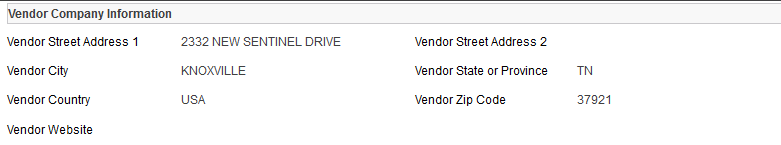 Vendor Company Information
Vendor Street Address 1 2332 NEW SENTINEL DRIVE Vendor Street Address 2
Vendor City KNOXVILLE Vendor State or Province TN
Vendor Country USA Vendor Zip Code 37921
Vendor Website